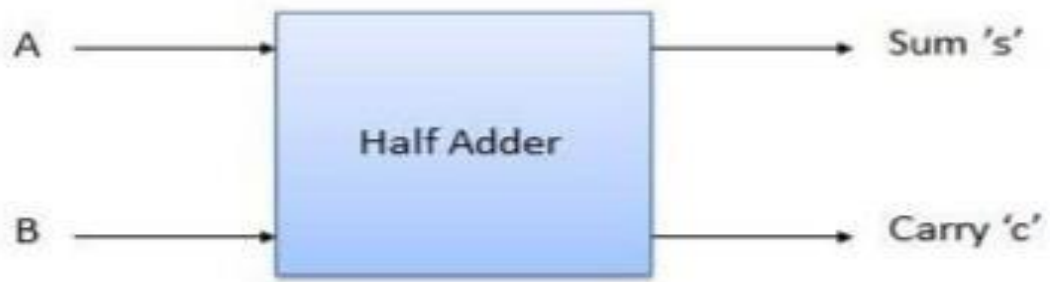 A
Sum ’s’
Half Adder
B
Carry ‘c’